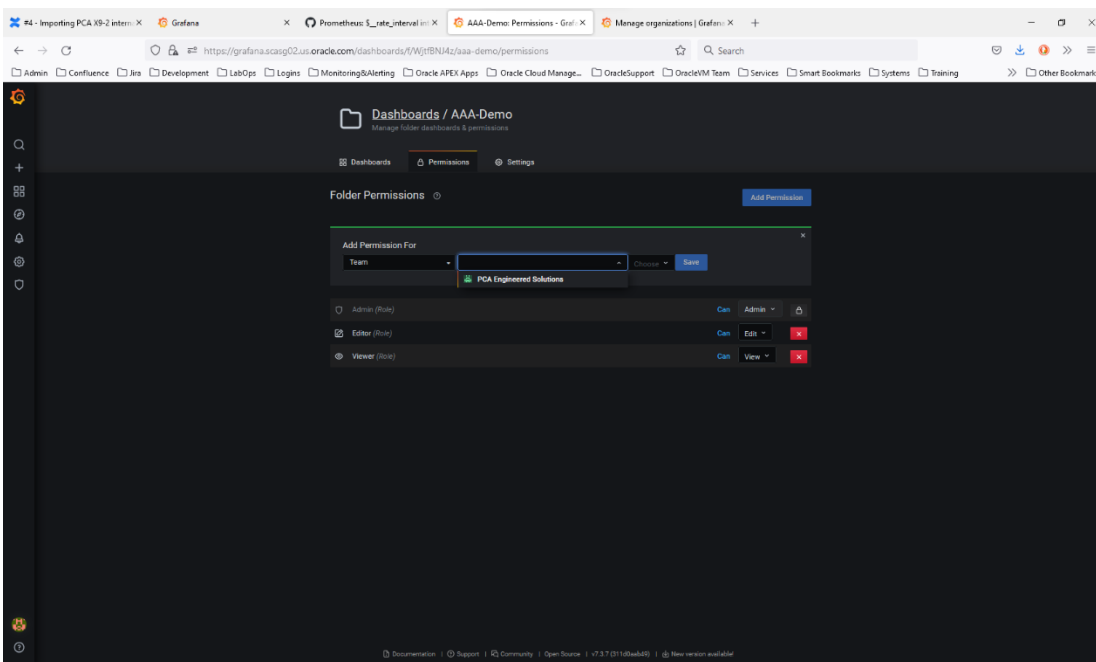 #4 - Importing PCA X9-2 intern
Grafana
Prometheus: $__rate_interval int
AAA-Demo: Permissions - Graf
Manage organizations | Grafana
https://grafana.scasg02.us.oracle.com/dashboards/f/WjtfBNJ4z/aaa-demo/permissions
Search
Admin Confluence Jira Development LabOps Logins Monitoring&Alerting Oracle APEX Apps Oracle Cloud Manage... OracleSupport OracleVM Team Services Smart Bookmarks Systems Training Other Bookmark
Dashboards / AAA-Demo
Manage folder dashboards & permissions
Dashboards Permissions Settings
Folder Permissions
Add Permission
Add Permission For
Team Choose Save
PCA Engineered Solutions
Admin (Role) Can Admin
Editor (Role) Can Edit
Viewer (Role) Can View
Documentation | Support | Community | Open Source | v7.3.7 (311d0aab49) | New version available!